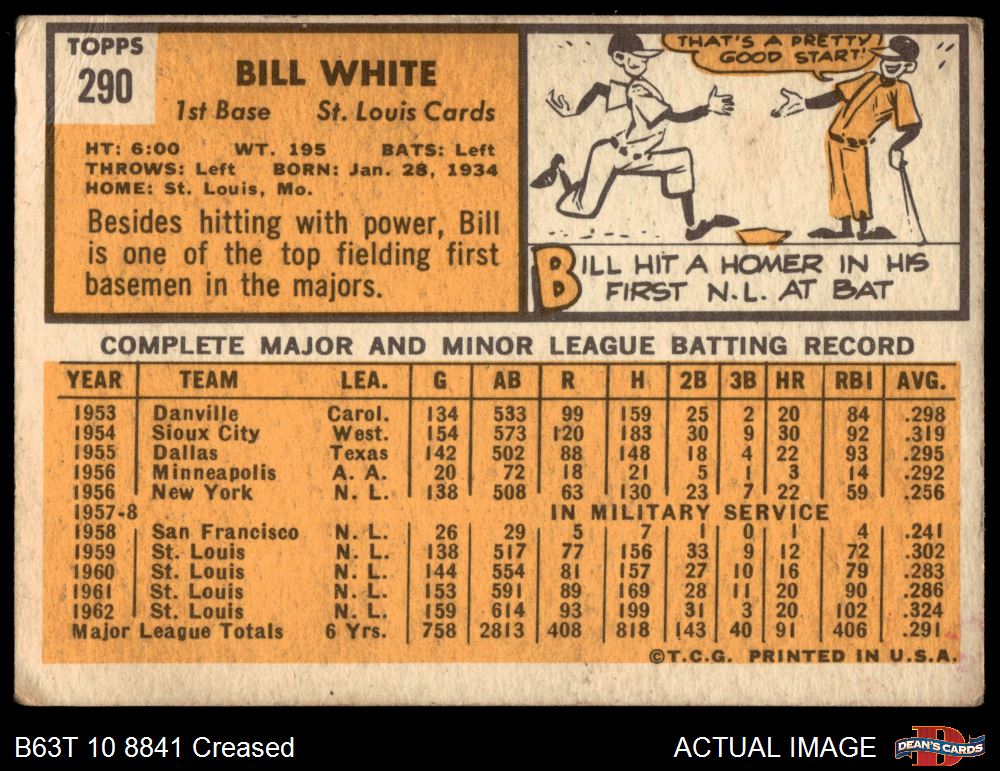 TOPPS
290
BILL WHITE
1st Base St. Louis Cards
HT: 6:00 WT. 195 BATS: Left
THROWS: Left BORN: Jan. 28, 1934
HOME: St. Louis, Mo.
Besides hitting with power, Bill
is one of the top fielding first
basemen in the majors.
THAT'S A PRETTY
GOOD START!
BILL HIT A HOMER IN HIS
FIRST N.L. AT BAT
COMPLETE MAJOR AND MINOR LEAGUE BATTING RECORD
YEAR TEAM LEA. G AB R H 2B 3B HR RBI AVG.
1953 Danville Carol. 134 533 99 159 25 2 20 84 .298
1954 Sioux City West. 154 573 120 183 30 9 30 92 .319
1955 Dallas Texas 142 502 88 148 18 4 22 93 .295
1956 Minneapolis A. A. 20 72 18 21 5 1 3 14 .292
1956 New York N. L. 138 508 63 130 23 7 22 59 .256
1957-8 IN MILITARY SERVICE
1958 San Francisco N. L. 26 29 5 7 1 0 1 4 .241
1959 St. Louis N. L. 138 517 77 156 33 9 12 72 .302
1960 St. Louis N. L. 144 554 81 157 27 10 16 79 .283
1961 St. Louis N. L. 153 591 89 169 28 11 20 90 .286
1962 St. Louis N. L. 159 614 93 199 31 3 20 102 .324
Major League Totals 6 Yrs. 758 2813 408 818 143 40 91 406 .291
©T.C.G. PRINTED IN U.S.A.
B63T 10 8841 Creased
ACTUAL IMAGE
DEAN'S CARDS